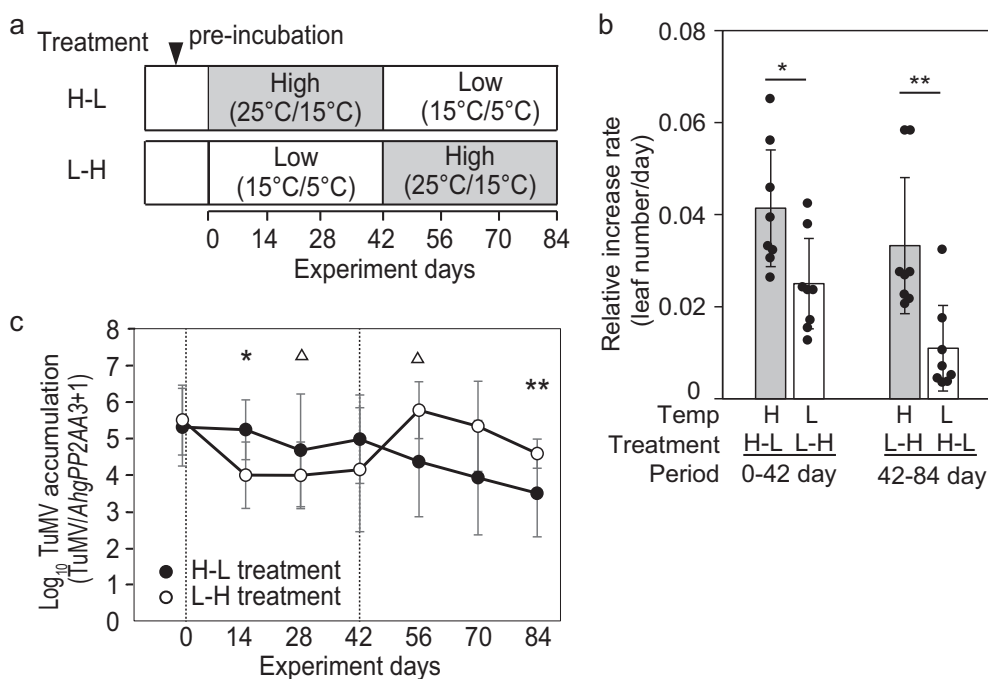 a
Treatment
pre-incubation
H-L
High
(25°C/15°C)
Low
(15°C/5°C)
L-H
Low
(15°C/5°C)
High
(25°C/15°C)
0 14 28 42 56 70 84
Experiment days
b
Relative increase rate
(leaf number/day)
0.08
0.06
0.04
0.02
0
*
**
Temp H L H L
Treatment H-L L-H L-H H-L
Period 0-42 day 42-84 day
c
Log10 TuMV accumulation
(TuMV/AhgPP2AA3+1)
8
7
6
5
4
3
2
1
0
*
**
H-L treatment
L-H treatment
0 14 28 42 56 70 84
Experiment days